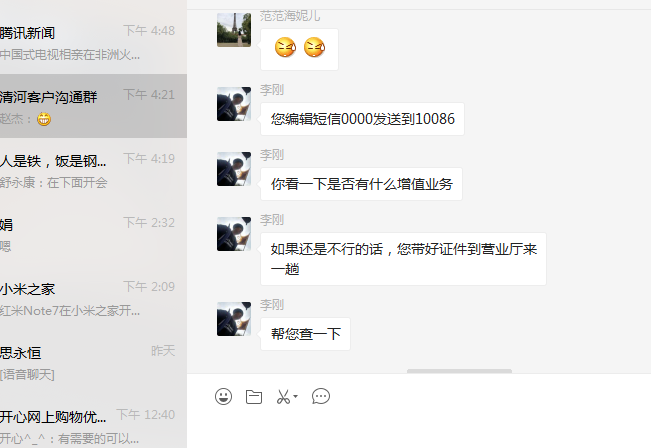 腾讯新闻
下午 4:48
中国式电视相亲在非洲火...
清河客户沟通群
下午 4:21
赵杰：
人是铁，饭是钢...
下午 4:19
舒永康：在下面开会
娟
下午 2:32
嗯
小米之家
下午 2:09
红米Note7在小米之家开...
思永恒
昨天
[语音聊天]
开心网上购物优...
下午 12:40
开心^_^：有需要的可以...
范范海妮儿
李刚
您编辑短信0000发送到10086
李刚
你看一下是否有什么增值业务
李刚
如果还是不行的话，您带好证件到营业厅来
一趟
李刚
帮您查一下